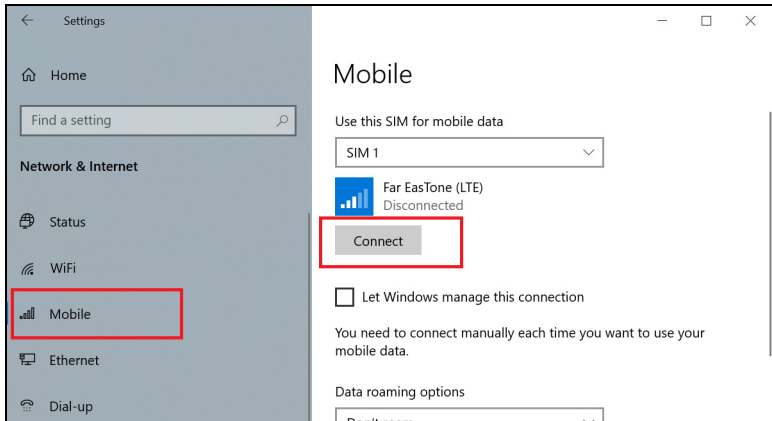 Settings
Home
Find a setting
Network & Internet
Status
WiFi
Mobile
Ethernet
Dial-up
Mobile
Use this SIM for mobile data
SIM 1
Far EasTone (LTE)
Disconnected
Connect
Let Windows manage this connection
You need to connect manually each time you want to use your
mobile data.
Data roaming options
Don't roam